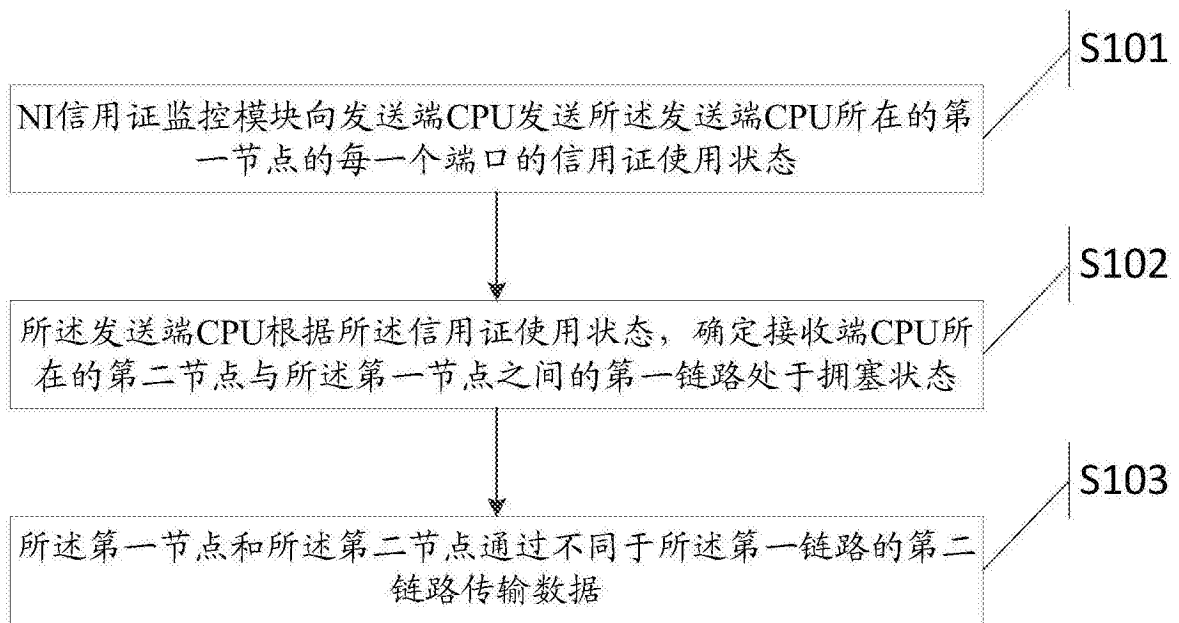 S101
NI信用证监控模块向发送端CPU发送所述发送端CPU所在的第
一节点的每一个端口的信用证使用状态
S102
所述发送端CPU根据所述信用证使用状态，确定接收端CPU所
在的第二节点与所述第一节点之间的第一链路处于拥塞状态
S103
所述第一节点和所述第二节点通过不同于所述第一链路的第二
链路传输数据